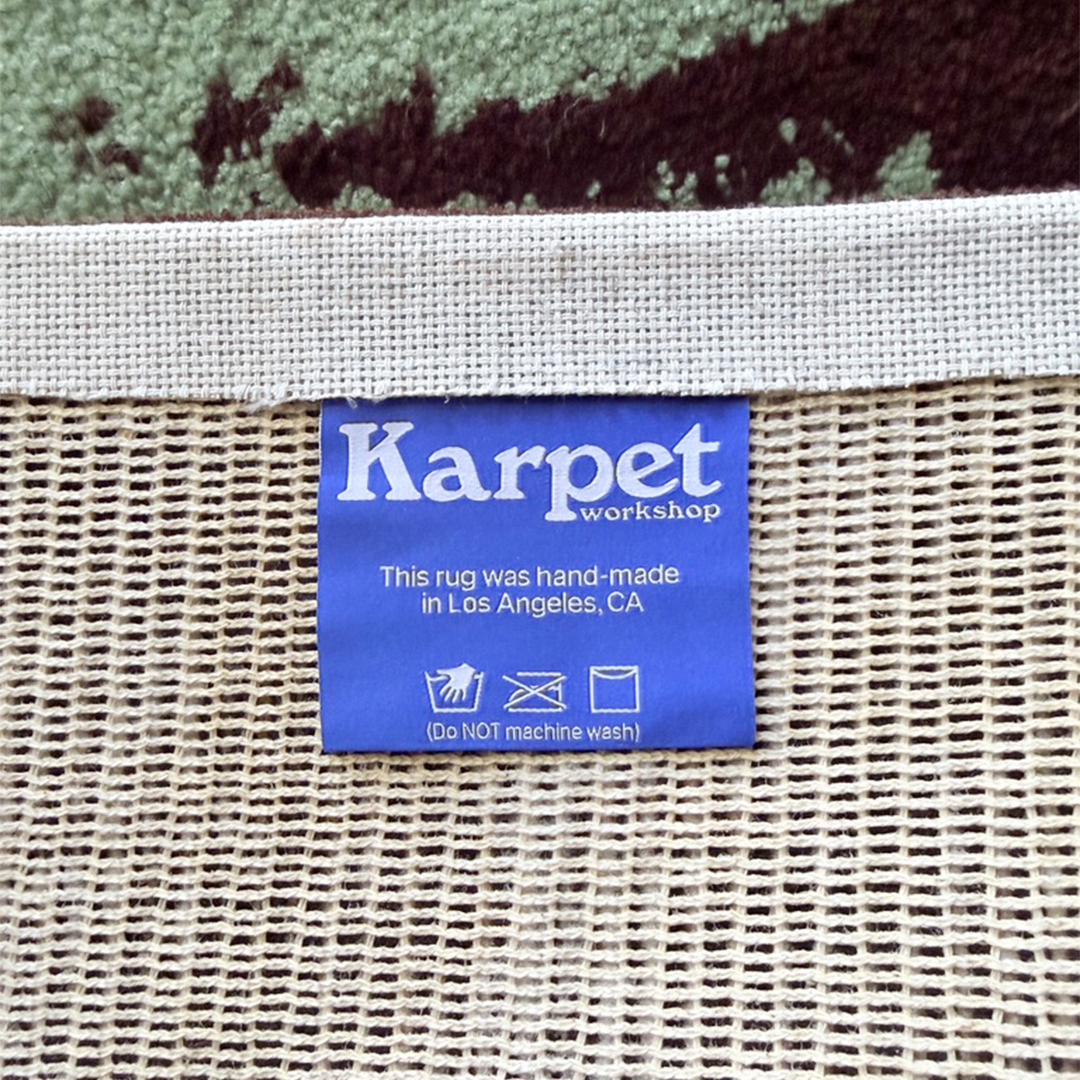 Karpet
workshop
This rug was hand-made
in Los Angeles, CA
(Do NOT machine wash)